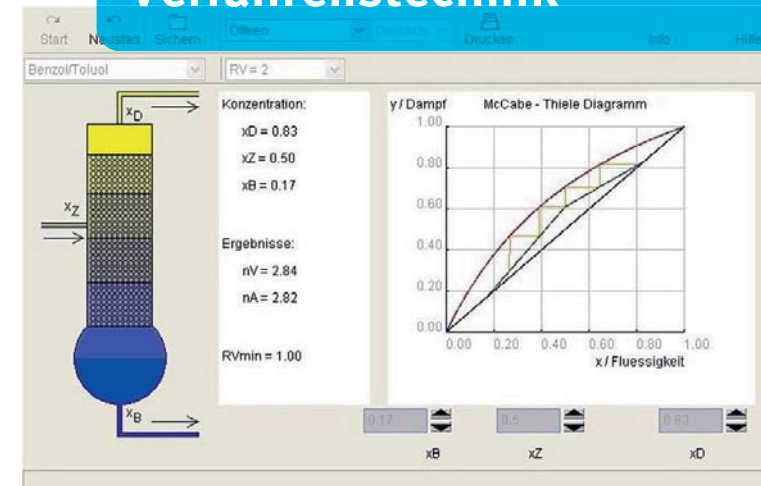 Verfahrenstechnik
Start Neustart Sichern Öffnen Deutsch Drucken Info Hilfe
Benzol/Toluol RV = 2
xD
xZ
xB
Konzentration:
xD = 0.83
xZ = 0.50
xB = 0.17
Ergebnisse:
nV = 2.84
nA = 2.82
RVmin = 1.00
y / Dampf McCabe - Thiele Diagramm
1.00
0.80
0.60
0.40
0.20
0.00
0.00 0.20 0.40 0.60 0.80 1.00
x / Fluessigkeit
0.17 0.5 0.83
xB xZ xD